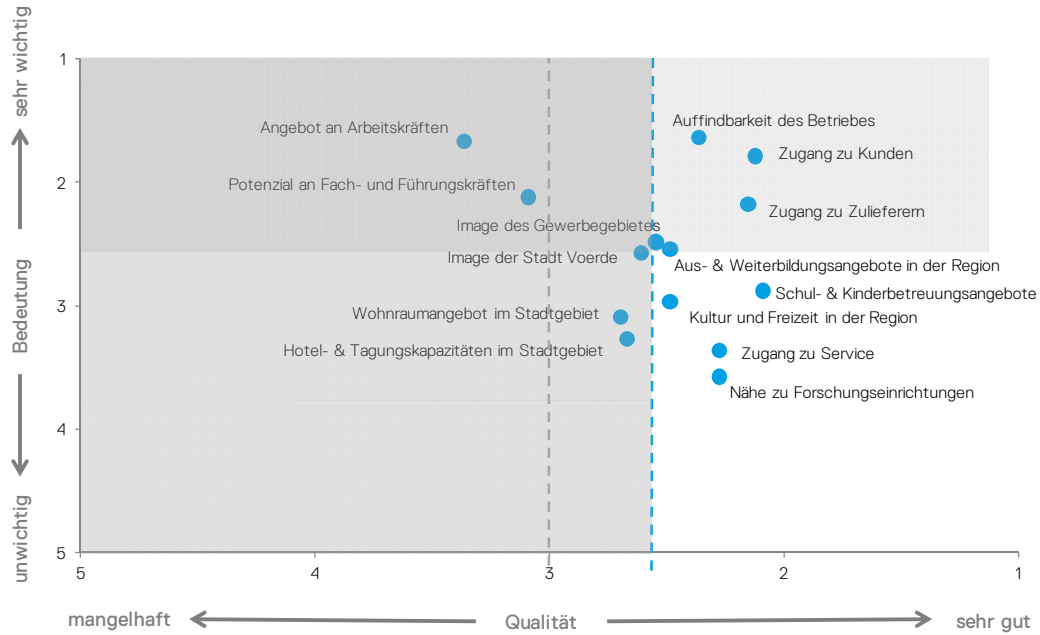 sehr wichtig
Bedeutung
unwichtig
1
2
3
4
5
Angebot an Arbeitskräften
Auffindbarkeit des Betriebes
Zugang zu Kunden
Potenzial an Fach- und Führungskräften
Zugang zu Zulieferern
Image des Gewerbegebietes
Image der Stadt Voerde
Aus- & Weiterbildungsangebote in der Region
Schul- & Kinderbetreuungsangebote
Wohnraumangebot im Stadtgebiet
Kultur und Freizeit in der Region
Hotel- & Tagungskapazitäten im Stadtgebiet
Zugang zu Service
Nähe zu Forschungseinrichtungen
5
4
3
2
1
mangelhaft
Qualität
sehr gut